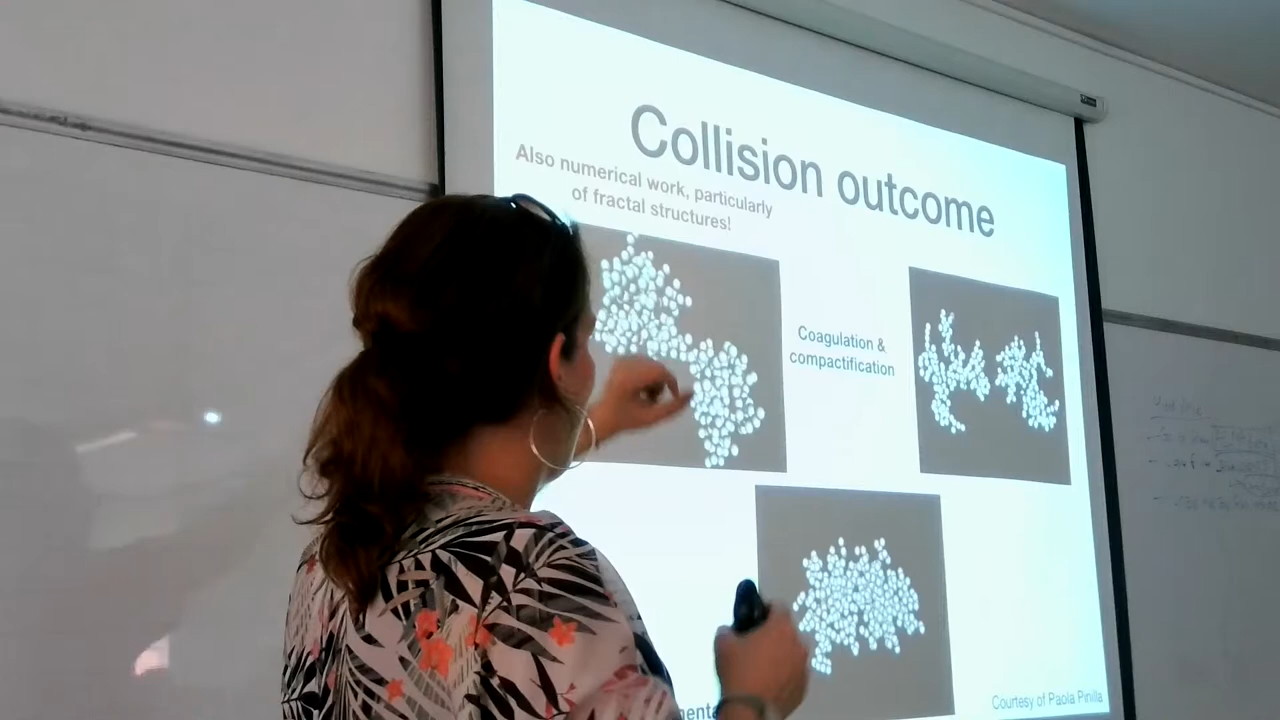 Collision outcome
Also numerical work, particularly
of fractal structures!
Coagulation &
compactification
Courtesy of Paola Pinilla